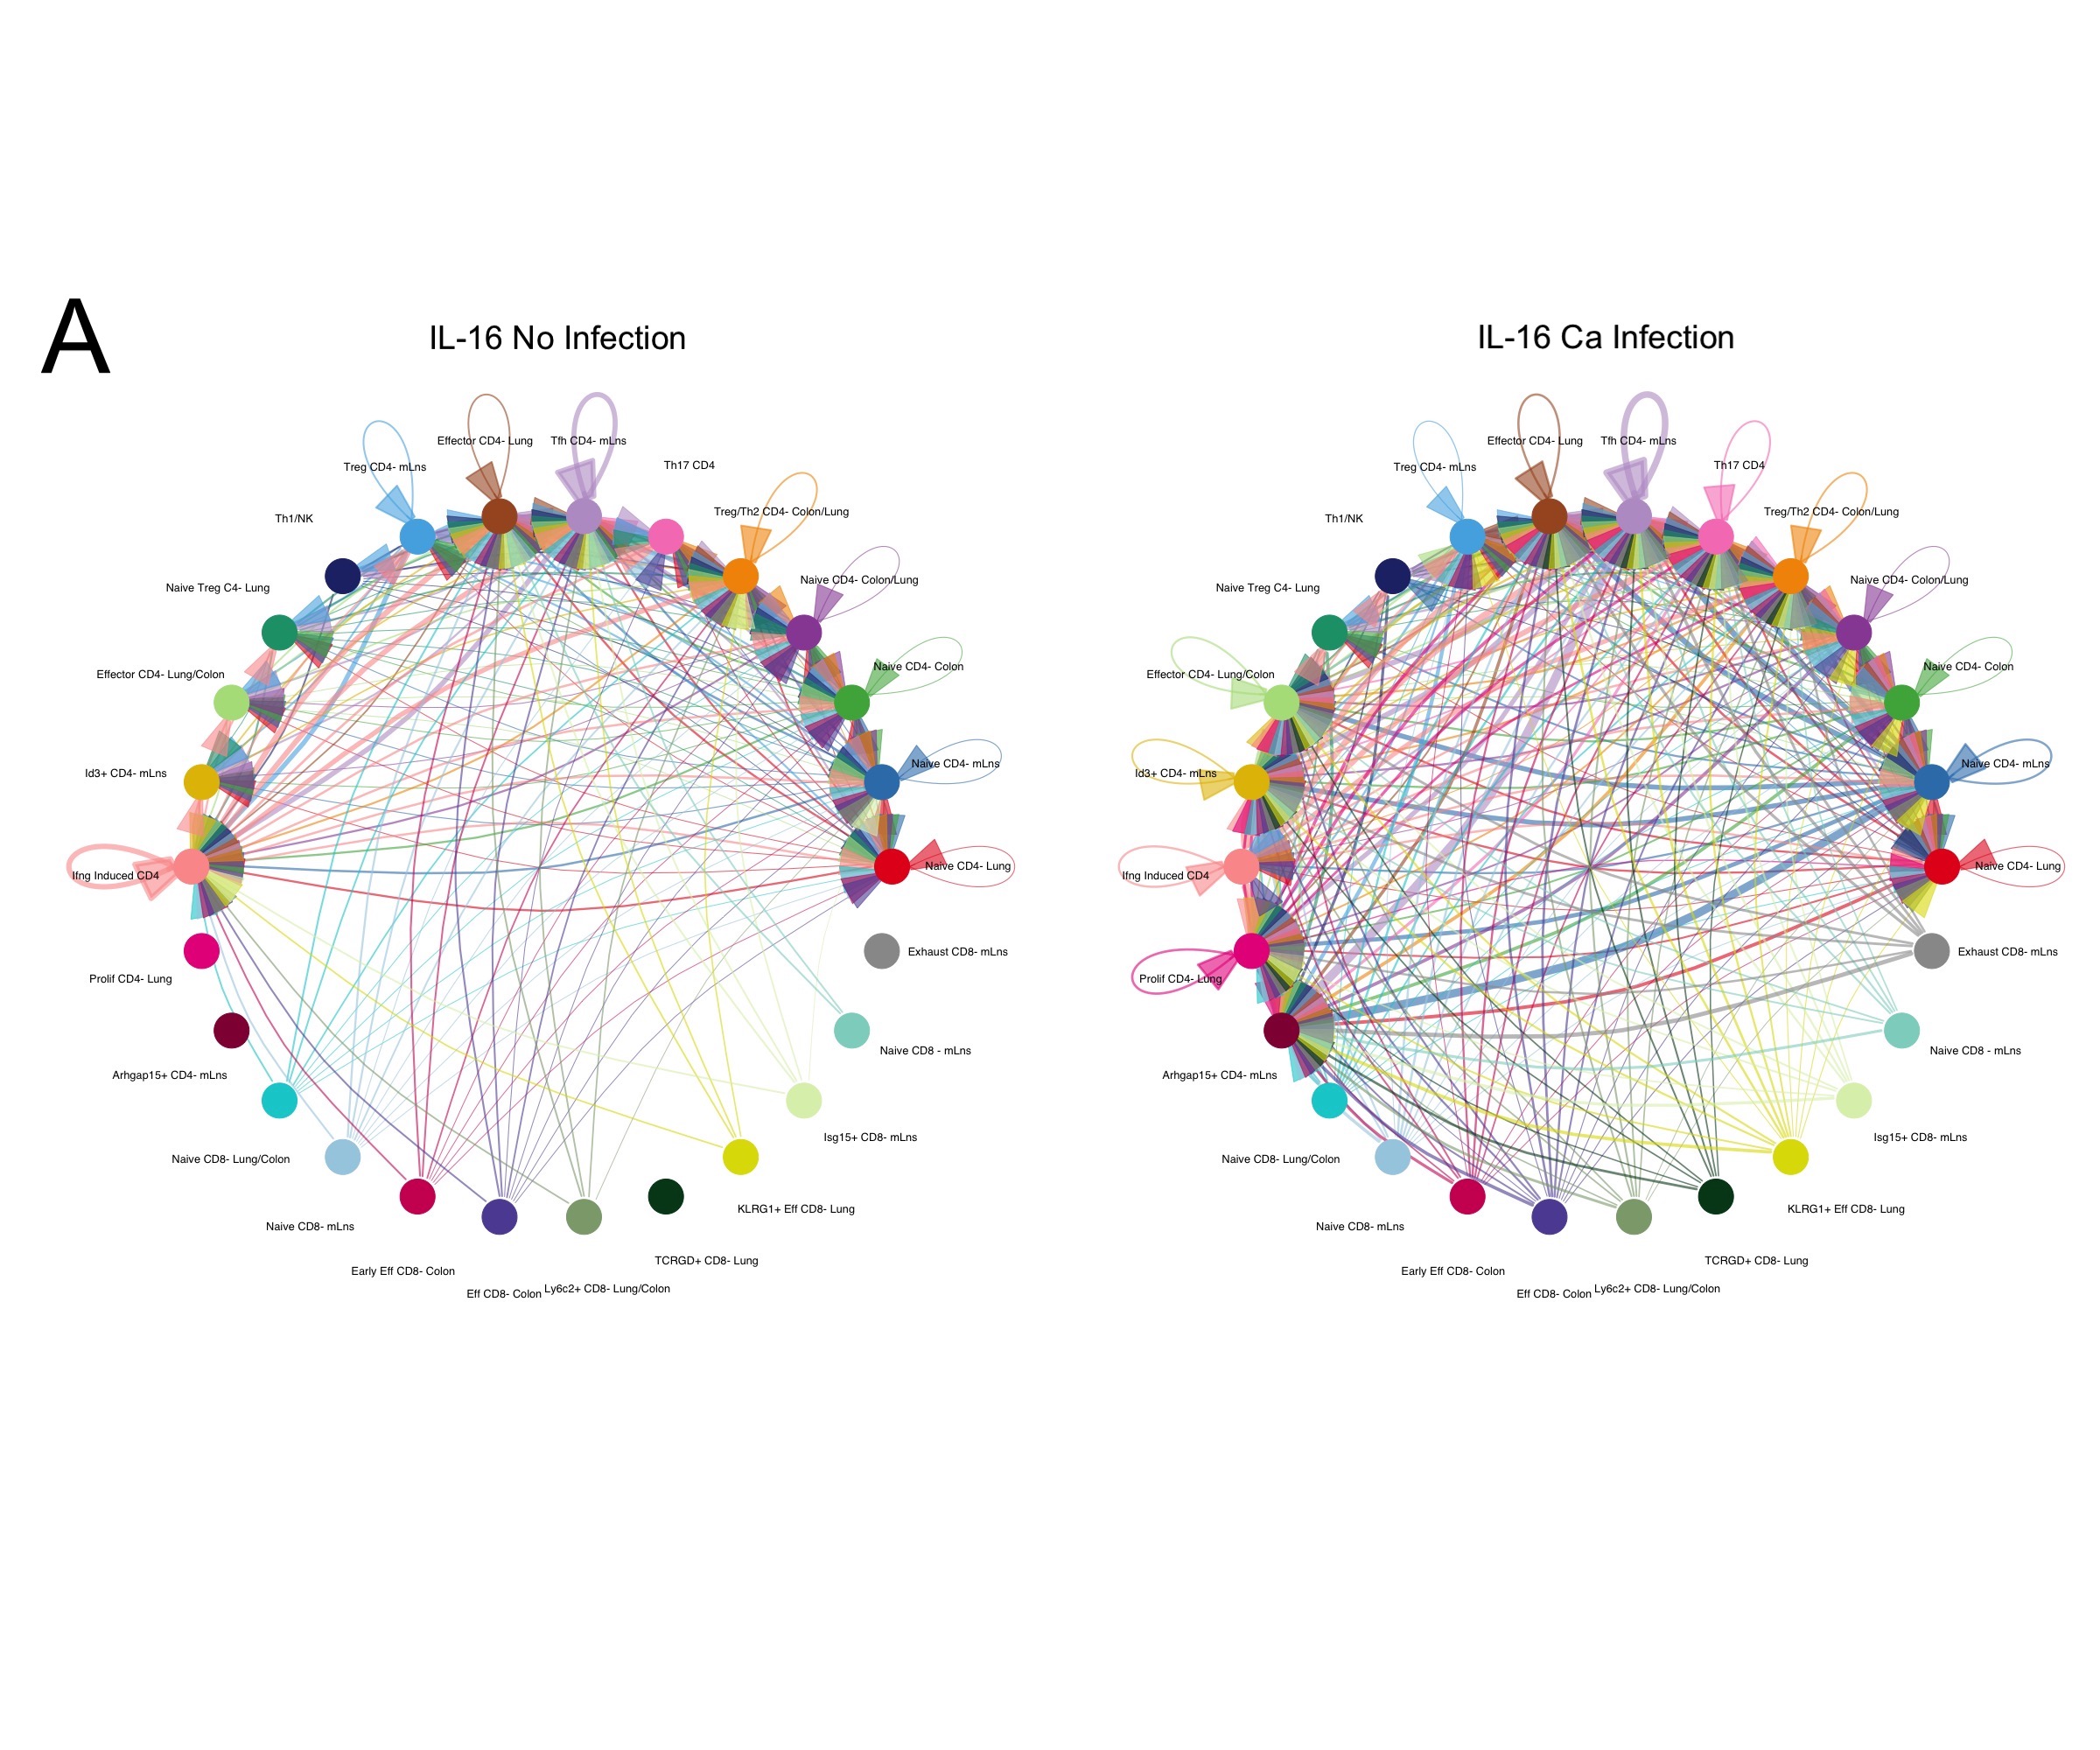 A
IL-16 No Infection
Effector CD4- Lung
Tfh CD4- mLns
Treg CD4- mLns
Th17 CD4
Th1/NK
Treg/Th2 CD4- Colon/Lung
Naive Treg C4- Lung
Naive CD4- Colon/Lung
Effector CD4- Lung/Colon
Naive CD4- Colon
Id3+ CD4- mLns
Naive CD4- mLns
Ifng Induced CD4
Naive CD4- Lung
Prolif CD4- Lung
Exhaust CD8- mLns
Arhgap15+ CD4- mLns
Naive CD8 - mLns
Naive CD8- Lung/Colon
Isg15+ CD8- mLns
Naive CD8- mLns
KLRG1+ Eff CD8- Lung
Early Eff CD8- Colon
TCRGD+ CD8- Lung
Eff CD8- Colon
Ly6c2+ CD8- Lung/Colon
IL-16 Ca Infection
Effector CD4- Lung
Tfh CD4- mLns
Treg CD4- mLns
Th17 CD4
Th1/NK
Treg/Th2 CD4- Colon/Lung
Naive Treg C4- Lung
Naive CD4- Colon/Lung
Effector CD4- Lung/Colon
Naive CD4- Colon
Id3+ CD4- mLns
Naive CD4- mLns
Ifng Induced CD4
Naive CD4- Lung
Prolif CD4- Lung
Exhaust CD8- mLns
Arhgap15+ CD4- mLns
Naive CD8 - mLns
Naive CD8- Lung/Colon
Isg15+ CD8- mLns
Naive CD8- mLns
KLRG1+ Eff CD8- Lung
Early Eff CD8- Colon
TCRGD+ CD8- Lung
Eff CD8- Colon
Ly6c2+ CD8- Lung/Colon